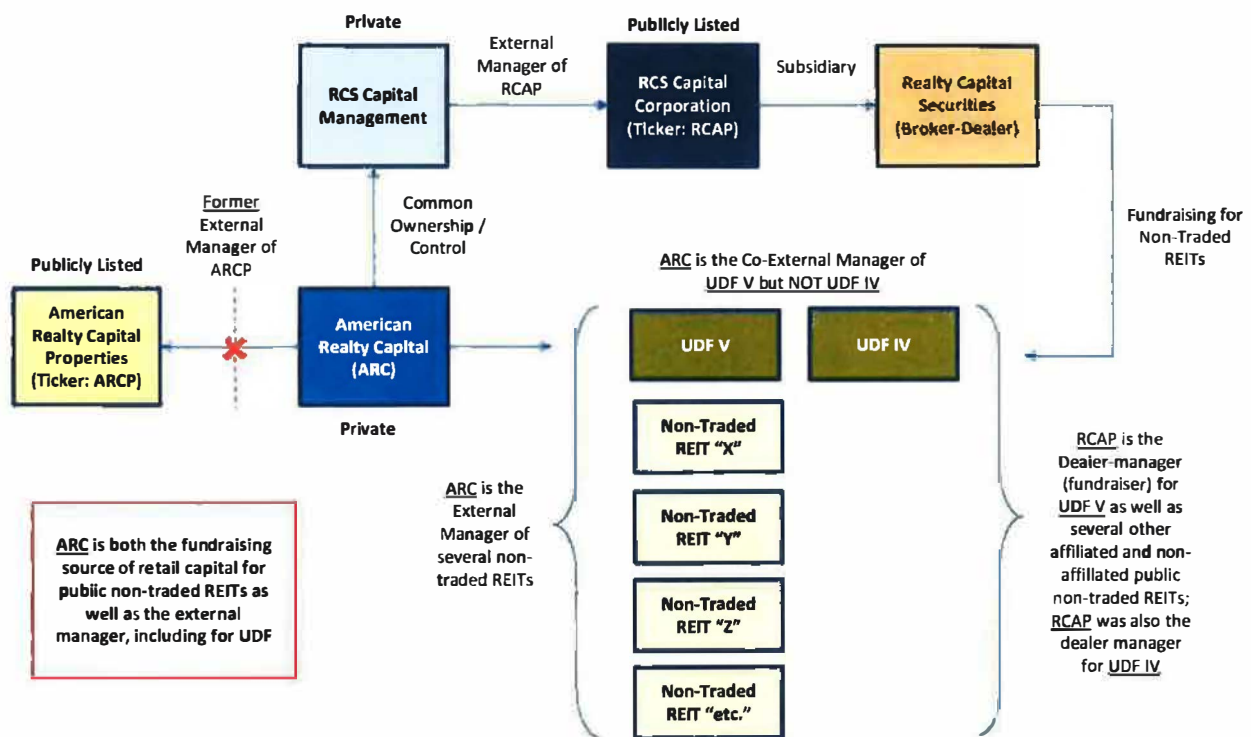 Private
External
Manager of
RCAP
Publicly Listed
Subsidiary
RCS Capital
Management
RCS Capital
Corporation
(Ticker: RCAP)
Realty Capital
Securities
(Broker-Dealer)
Former
External
Manager of
ARCP
Common
Ownership /
Control
Fundraising for
Non-Traded
REITs
Publicly Listed
American
Realty Capital
Properties
(Ticker: ARCP)
American
Realty Capital
(ARC)
Private
ARC is the Co-External Manager of
UDF V but NOT UDF IV
UDF V
UDF IV
Non-Traded
REIT "X"
Non-Traded
REIT "Y"
Non-Traded
REIT "Z"
Non-Traded
REIT "etc."
ARC is the
External
Manager of
several non-
traded REITs
RCAP is the
Dealer-manager
(fundraiser) for
UDF V as well as
several other
affiliated and non-
affiliated public
non-traded REITs;
RCAP was also the
dealer manager
for UDF IV
ARC is both the fundraising
source of retail capital for
public non-traded REITs as
well as the external
manager, including for UDF